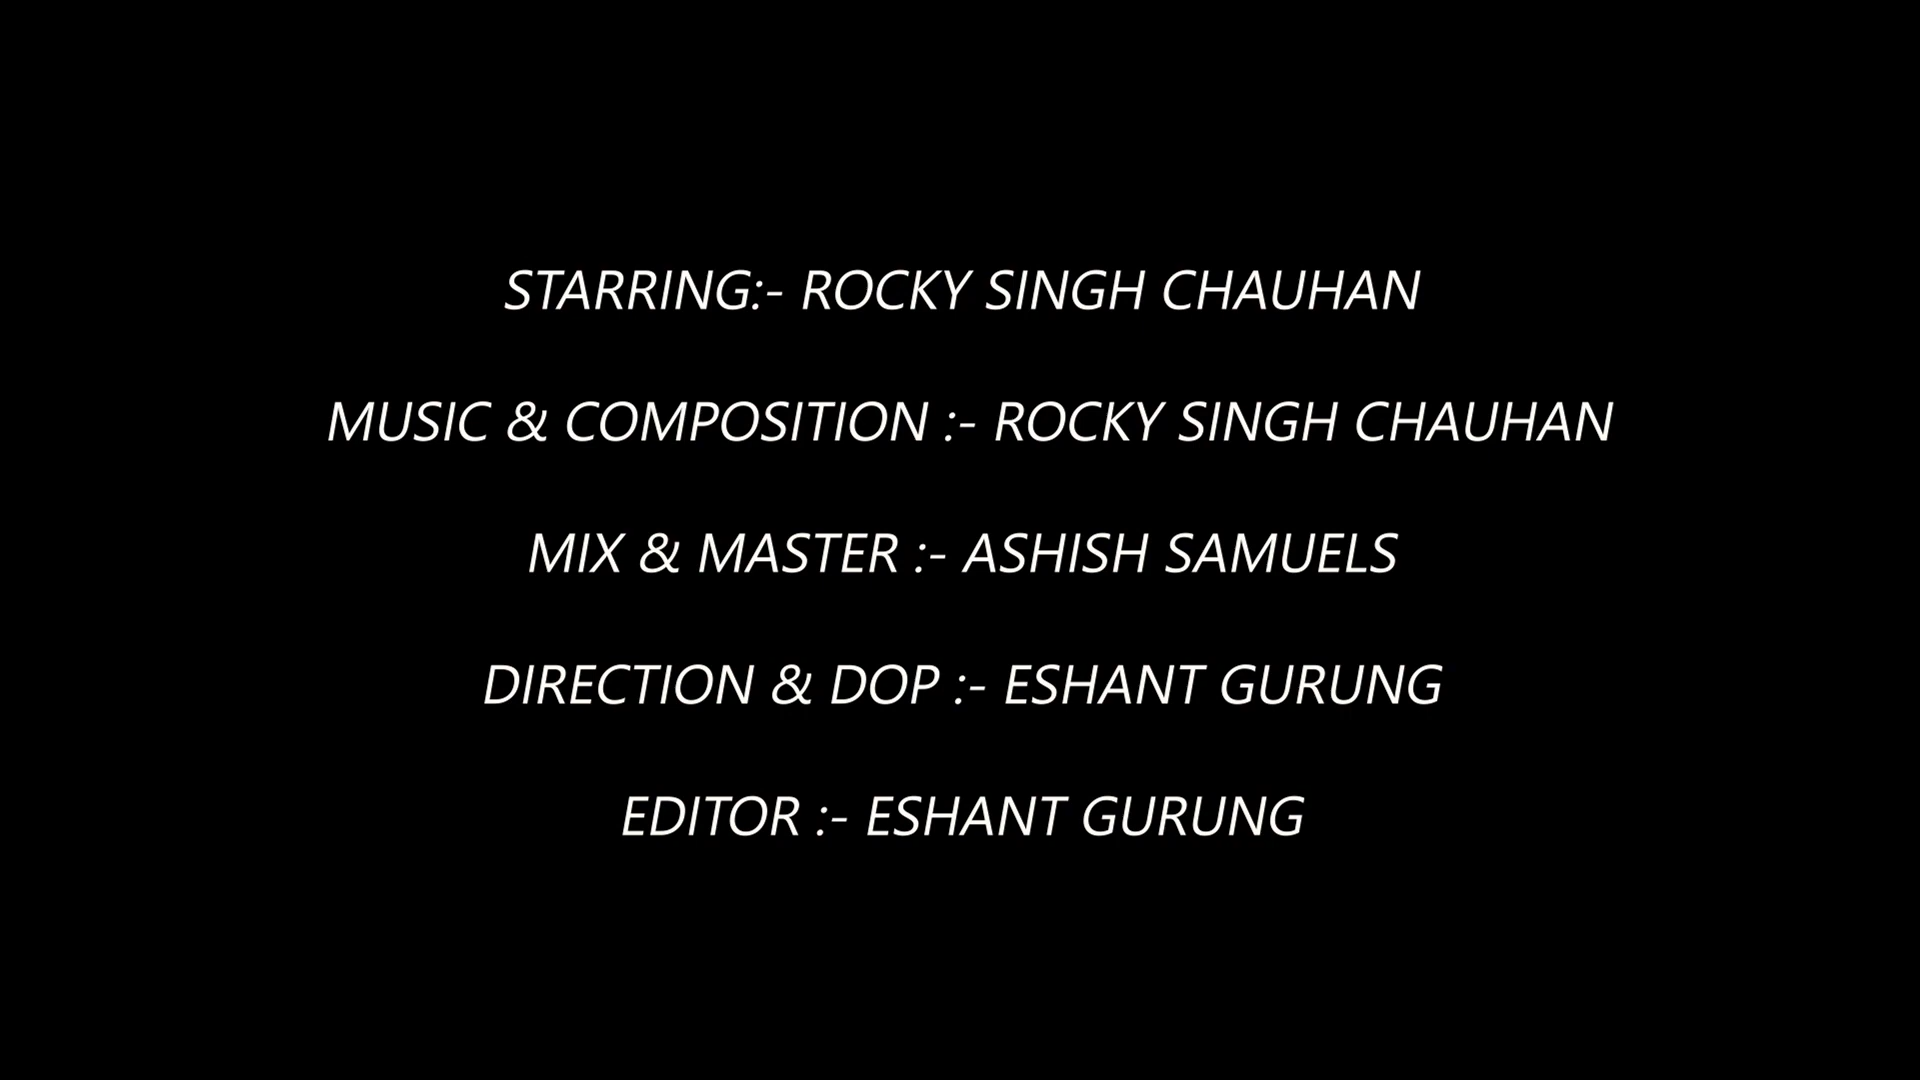 STARRING:- ROCKY SINGH CHAUHAN
MUSIC & COMPOSITION :- ROCKY SINGH CHAUHAN
MIX & MASTER :- ASHISH SAMUELS
DIRECTION & DOP :- ESHANT GURUNG
EDITOR :- ESHANT GURUNG